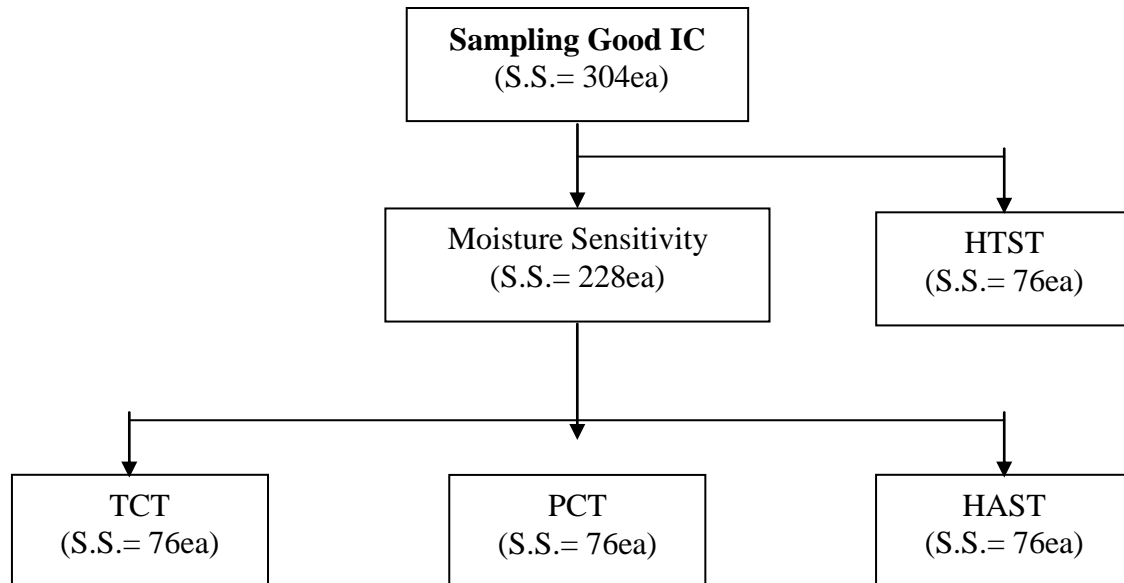 Sampling Good IC
(S.S.= 304ea)
Moisture Sensitivity
(S.S.= 228ea)
HTST
(S.S.= 76ea)
TCT
(S.S.= 76ea)
PCT
(S.S.= 76ea)
HAST
(S.S.= 76ea)